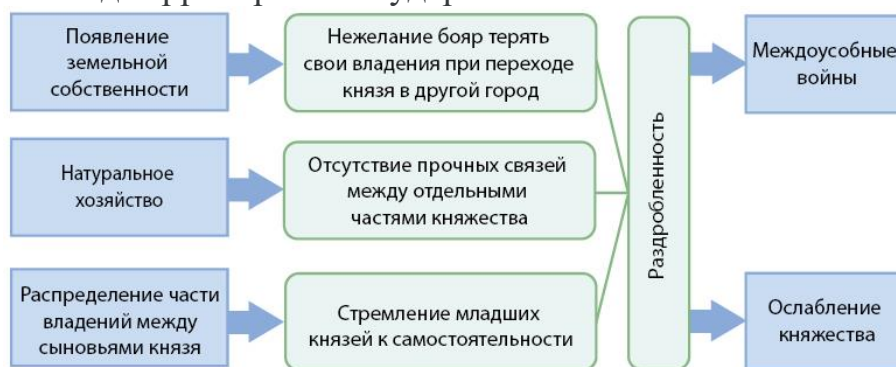 Появление
земельной
собственности
Нежелание бояр терять
свои владения при переходе
князя в другой город
Натуральное
хозяйство
Отсутствие прочных связей
между отдельными
частями княжества
Распределение части
владений между
сыновьями князя
Стремление младших
князей к самостоятельности
Раздробленность
Междоусобные
войны
Ослабление
княжества